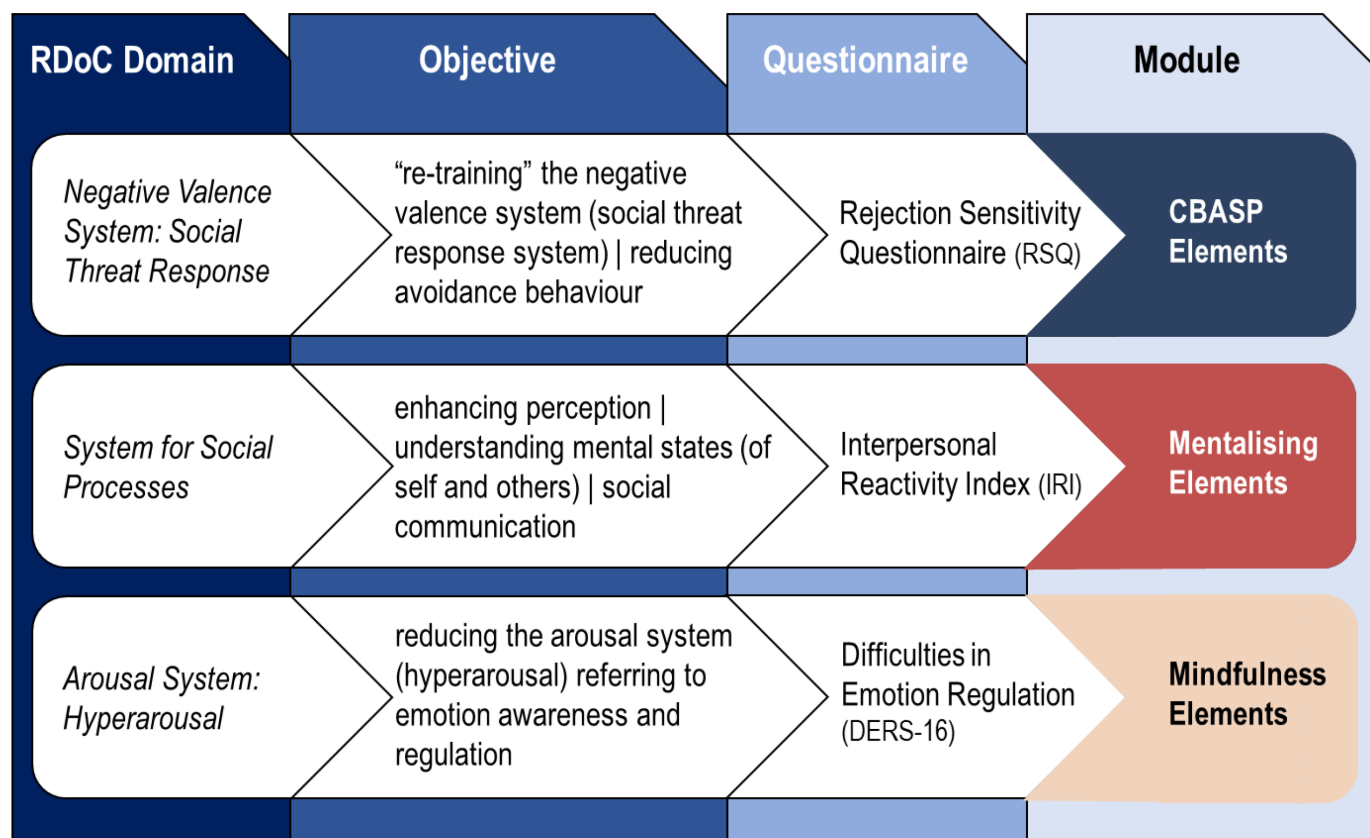 RDoC Domain
Objective
Questionnaire
Module
Negative Valence
System: Social
Threat Response
“re-training” the negative
valence system (social threat
response system) | reducing
avoidance behaviour
Rejection Sensitivity
Questionnaire (RSQ)
CBASP
Elements
System for Social
Processes
enhancing perception |
understanding mental states (of
self and others) | social
communication
Interpersonal
Reactivity Index (IRI)
Mentalising
Elements
Arousal System:
Hyperarousal
reducing the arousal system
(hyperarousal) referring to
emotion awareness and
regulation
Difficulties in
Emotion Regulation
(DERS-16)
Mindfulness
Elements